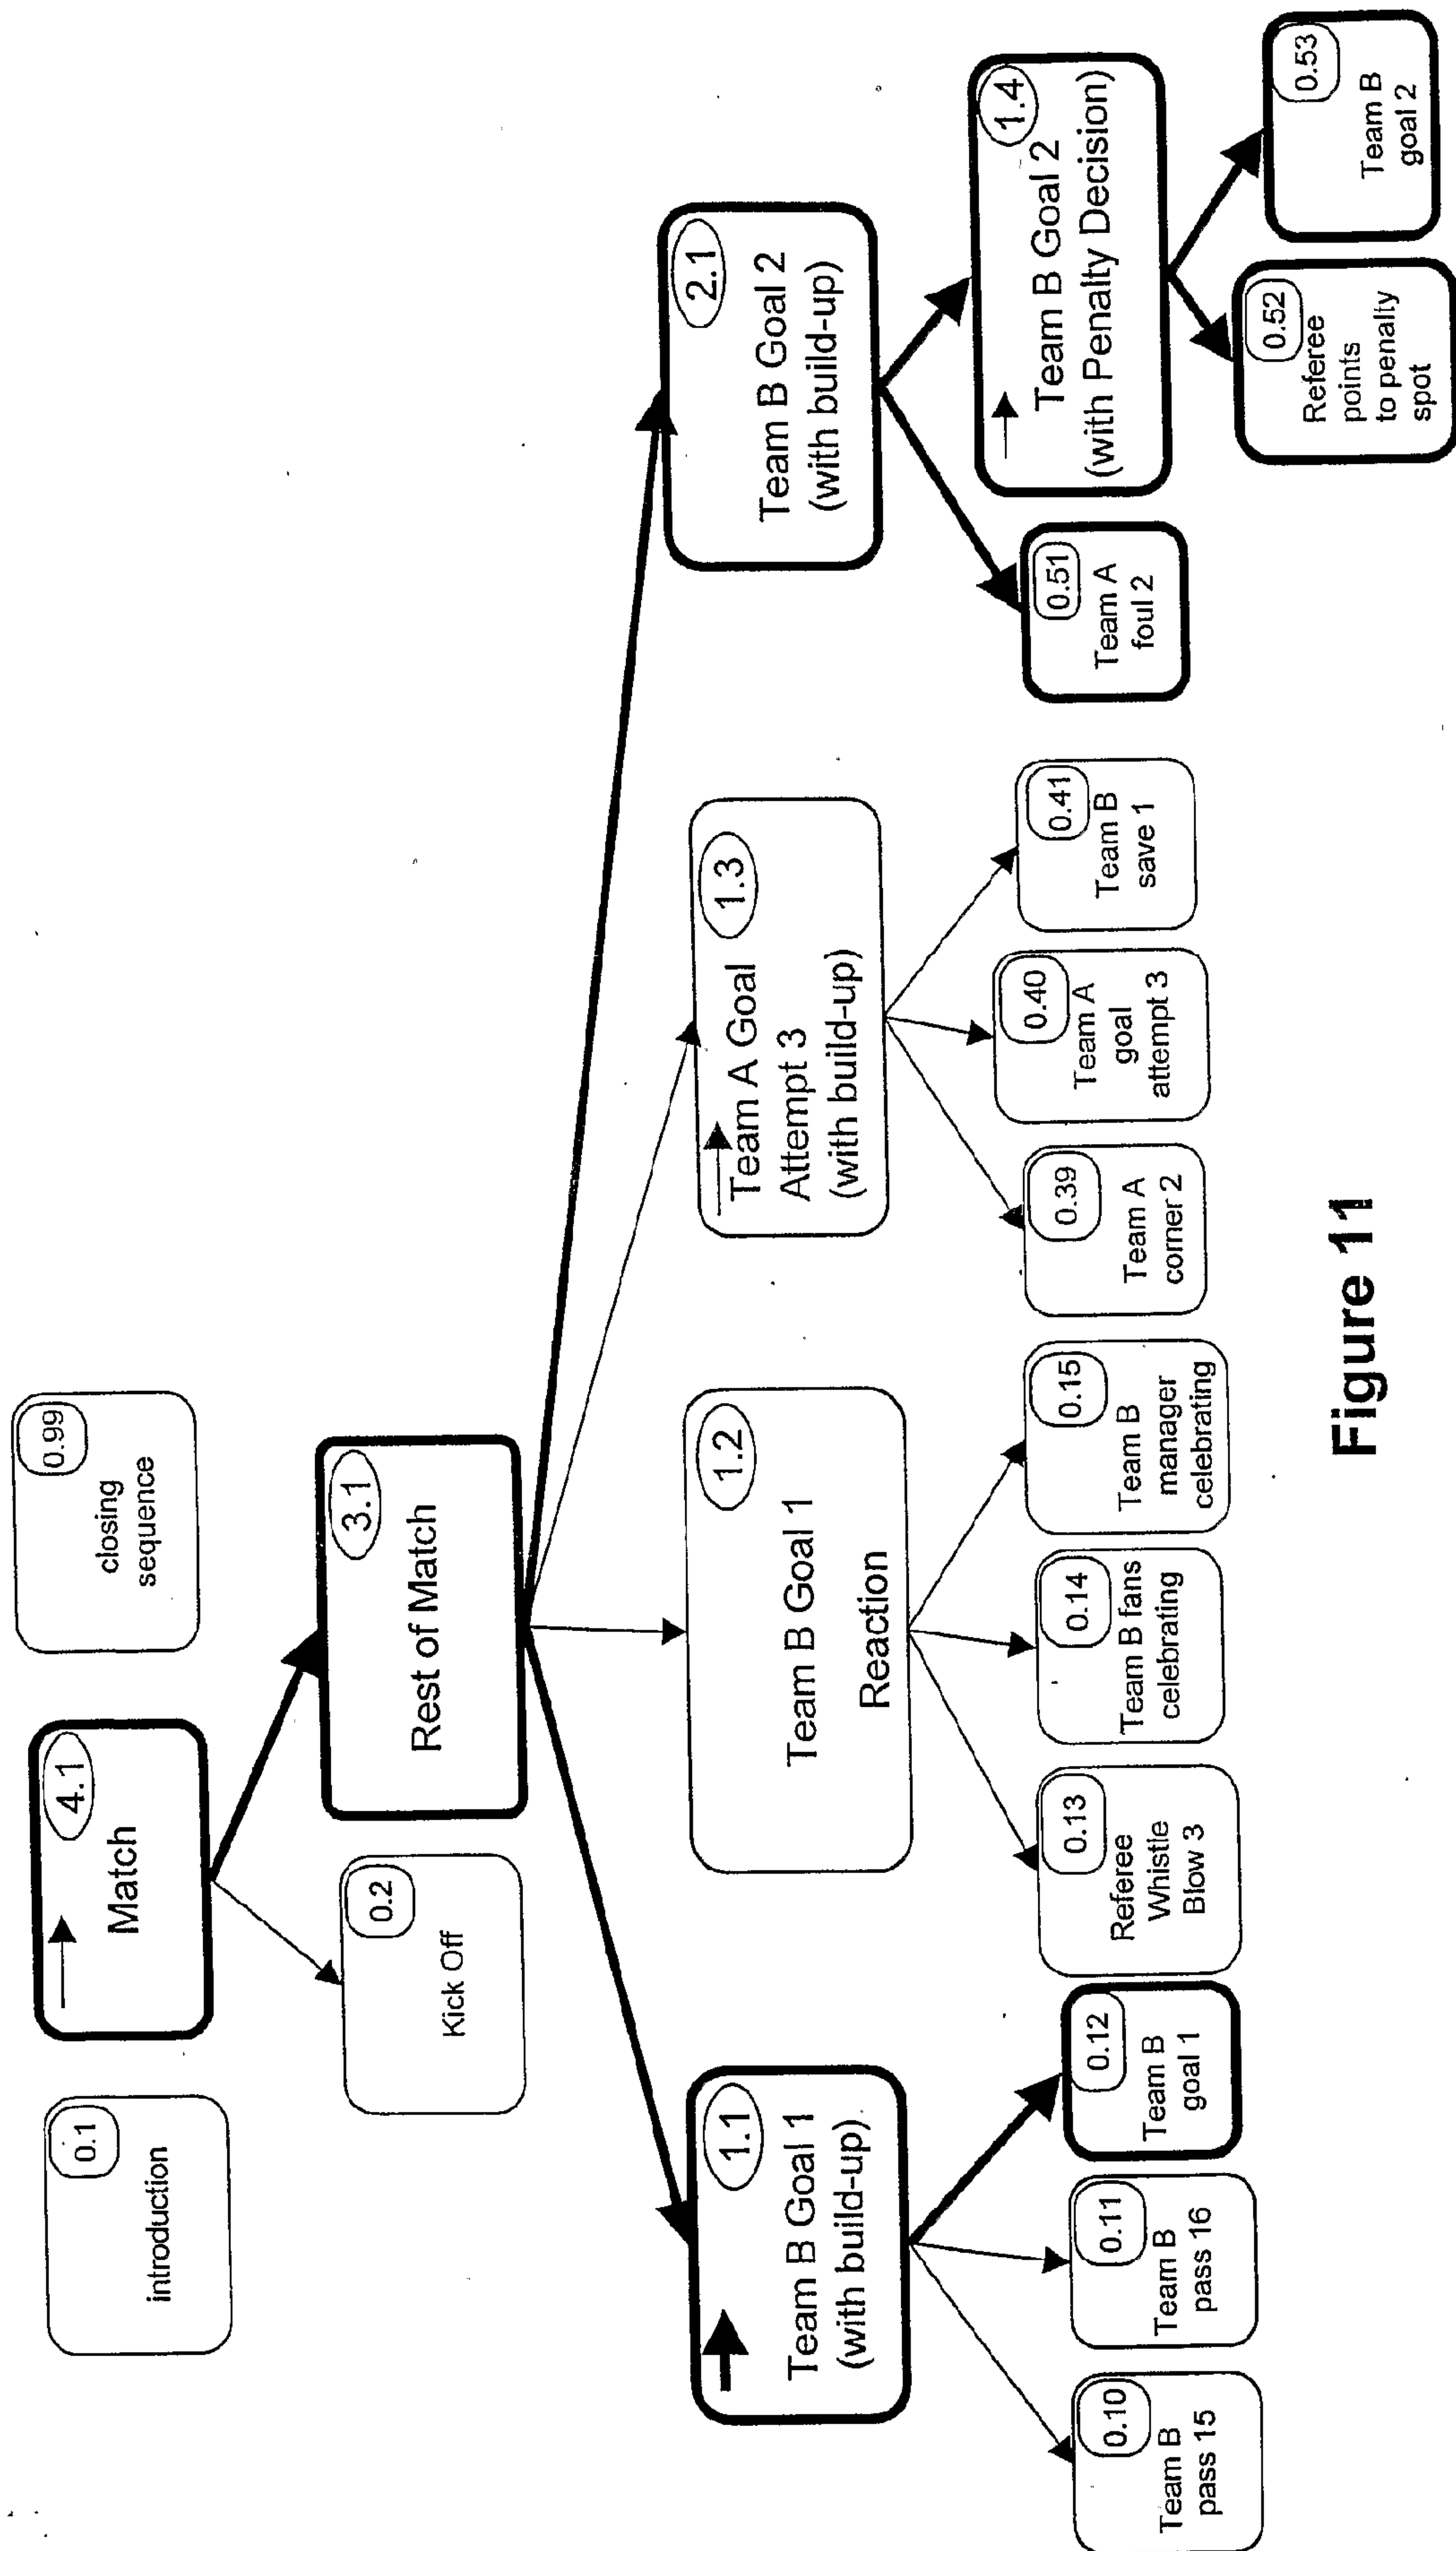 0.1
introduction
4.1
Match
0.99
closing
sequence
0.2
Kick Off
3.1
Rest of Match
1.1
Team B Goal 1
(with build-up)
1.2
Team B Goal 1
Reaction
1.3
Team A Goal
Attempt 3
(with build-up)
2.1
Team B Goal 2
(with build-up)
0.10
Team B
pass 15
0.11
Team B
pass 16
0.12
Team B
goal 1
0.13
Referee
Whistle
Blow 3
0.14
Team B fans
celebrating
0.15
Team B
manager
celebrating
0.39
Team A
corner 2
0.40
Team A
goal
attempt 3
0.41
Team B
save 1
0.51
Team A
foul 2
1.4
Team B Goal 2
(with Penalty Decision)
0.52
Referee
points
to penalty
spot
0.53
Team B
goal 2
Figure 11